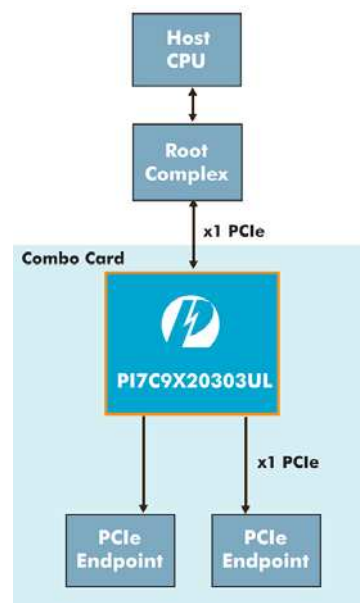 Host
CPU
Root
Complex
x1 PCIe
Combo Card
PI7C9X20303UL
x1 PCIe
PCIe
Endpoint
PCIe
Endpoint